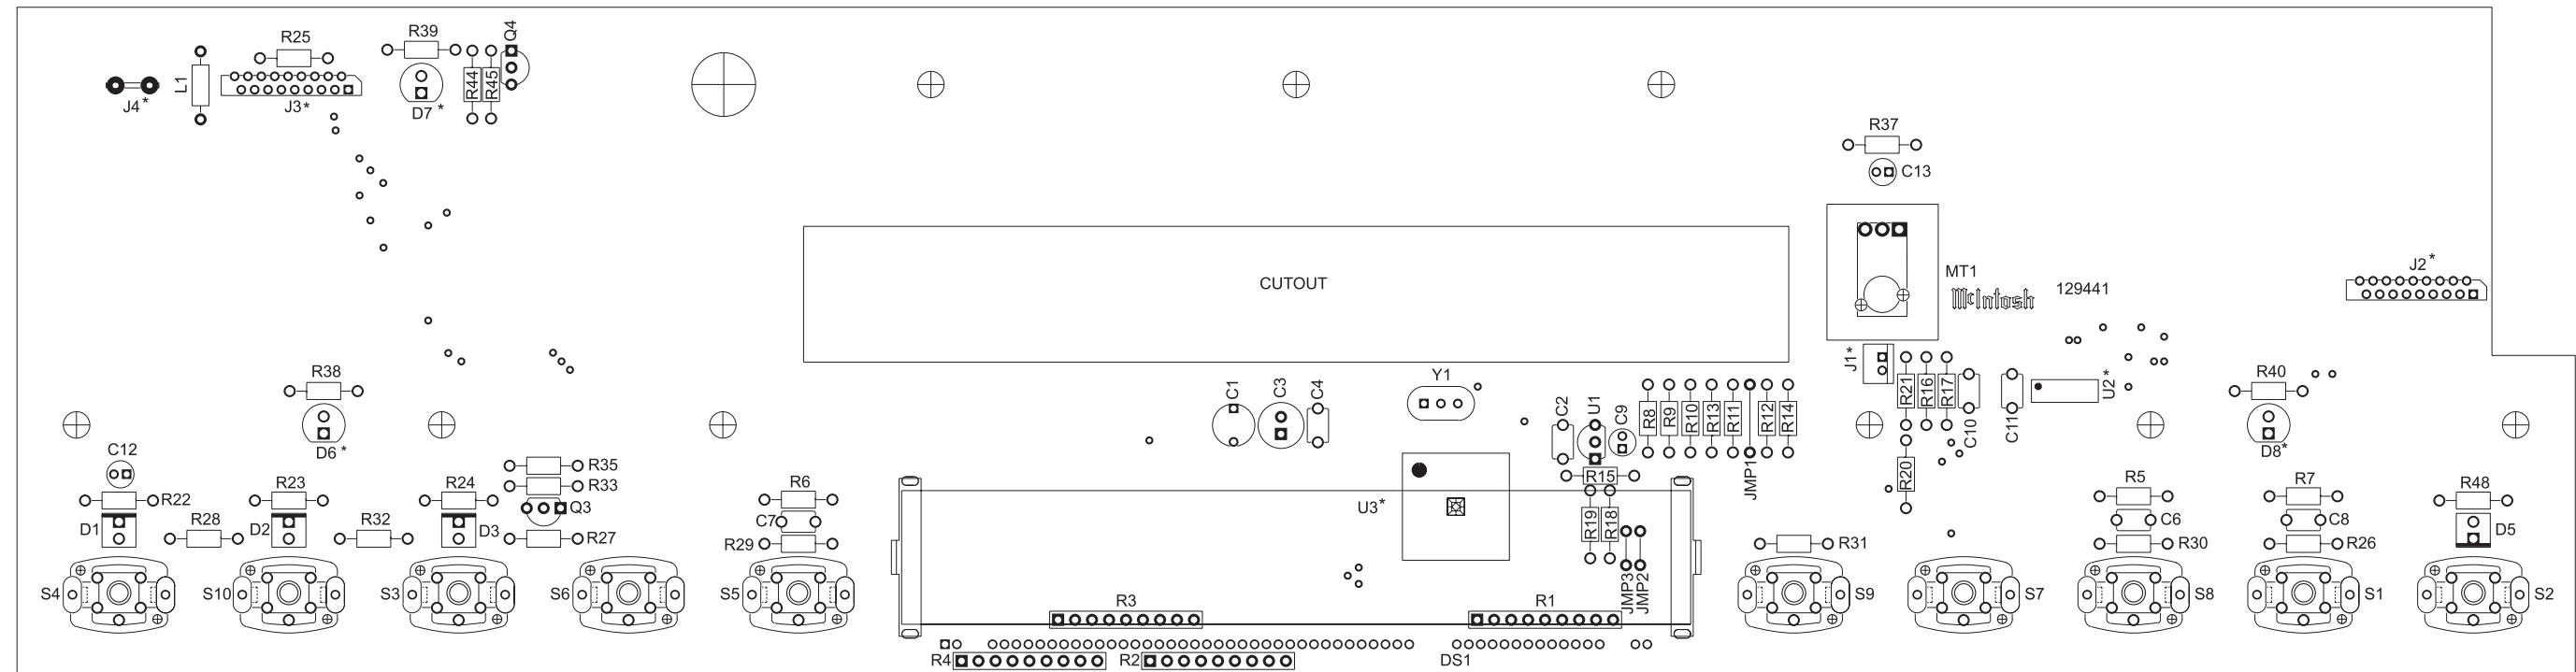 R25
R39
Q4
L1
R44
R45
J4*
J3*
D7*
R37
C13
CUTOUT
MT1
McIntosh
129441
J2*
J1*
R38
D6*
C1
C3
C4
Y1
C2
U1
C9
R8
R9
R10
R13
R11
JMP1
R12
R14
R21
R16
R17
C10
C11
U2*
R40
D8*
C12
R35
R33
R22
R23
R24
Q3
R6
R15
R20
R5
R7
R48
D1
R28
D2
R32
D3
R27
C7
R29
U3*
R19
R18
R31
C6
R30
C8
R26
D5
S4
S10
S3
S6
S5
R3
R1
JMP3
JMP2
S9
S7
S8
S1
S2
R4
R2
DS1